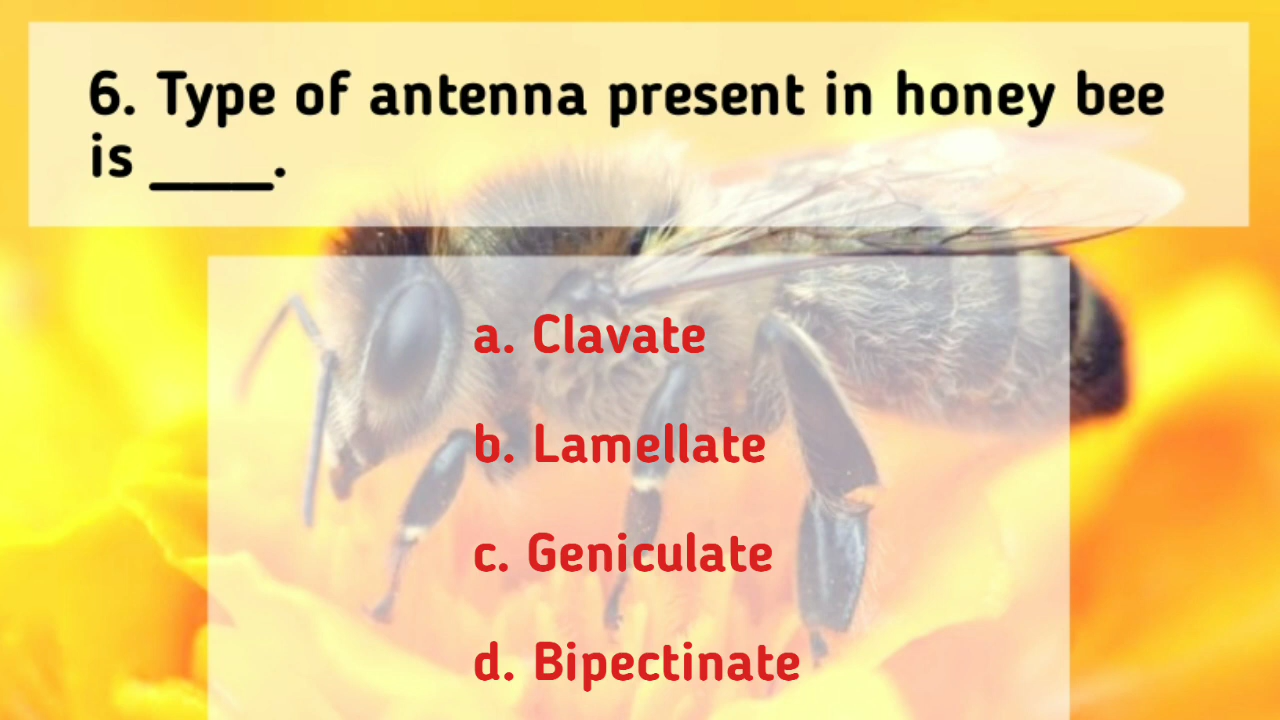 6. Type of antenna present in honey bee
is ____.
a. Clavate
b. Lamellate
c. Geniculate
d. Bipectinate